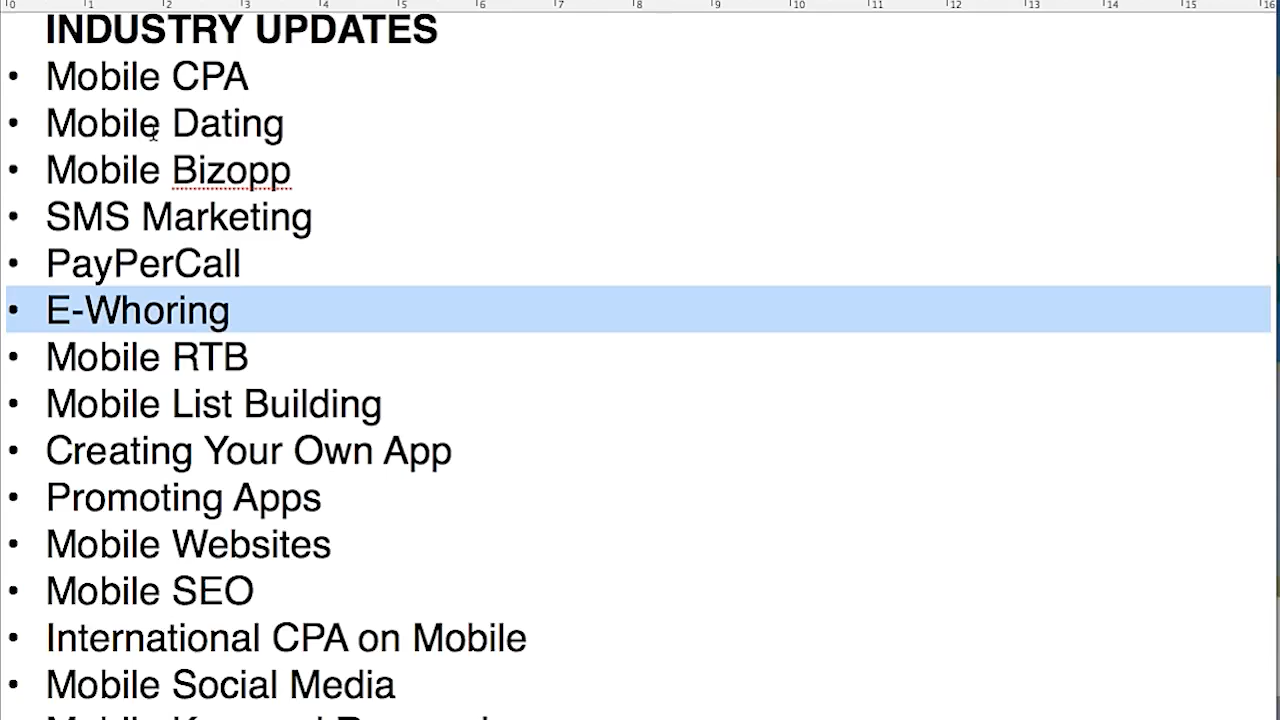 INDUSTRY UPDATES
• Mobile CPA
• Mobile Dating
• Mobile Bizopp
• SMS Marketing
• PayPerCall
• E-Whoring
• Mobile RTB
• Mobile List Building
• Creating Your Own App
• Promoting Apps
• Mobile Websites
• Mobile SEO
• International CPA on Mobile
• Mobile Social Media